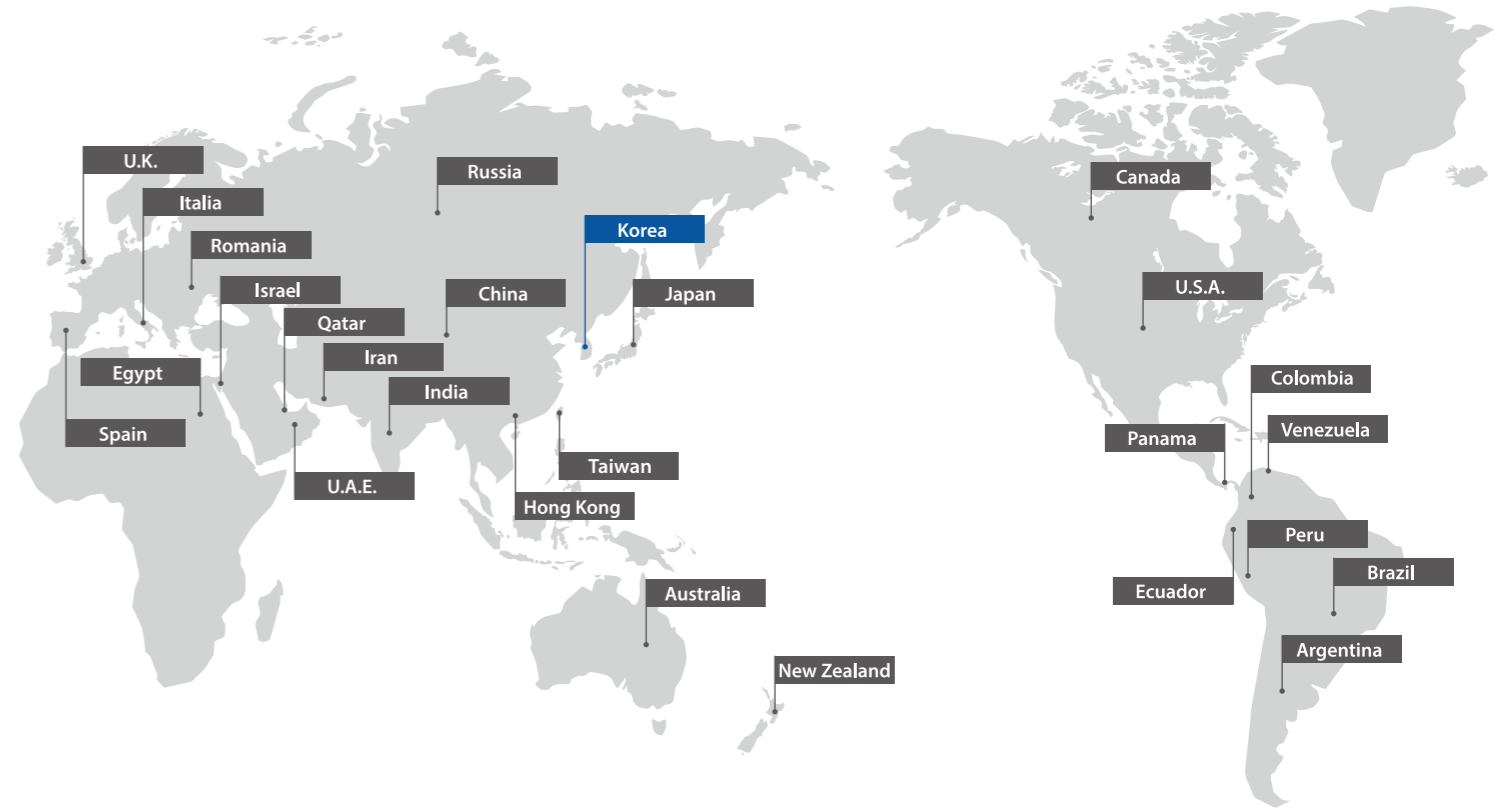 U.K.
Russia
Canada
Italia
Korea
Romania
Israel
China
Japan
U.S.A.
Qatar
Iran
Egypt
India
Colombia
Spain
Venezuela
Panama
Taiwan
U.A.E.
Hong Kong
Peru
Brazil
Ecuador
Australia
Argentina
New Zealand